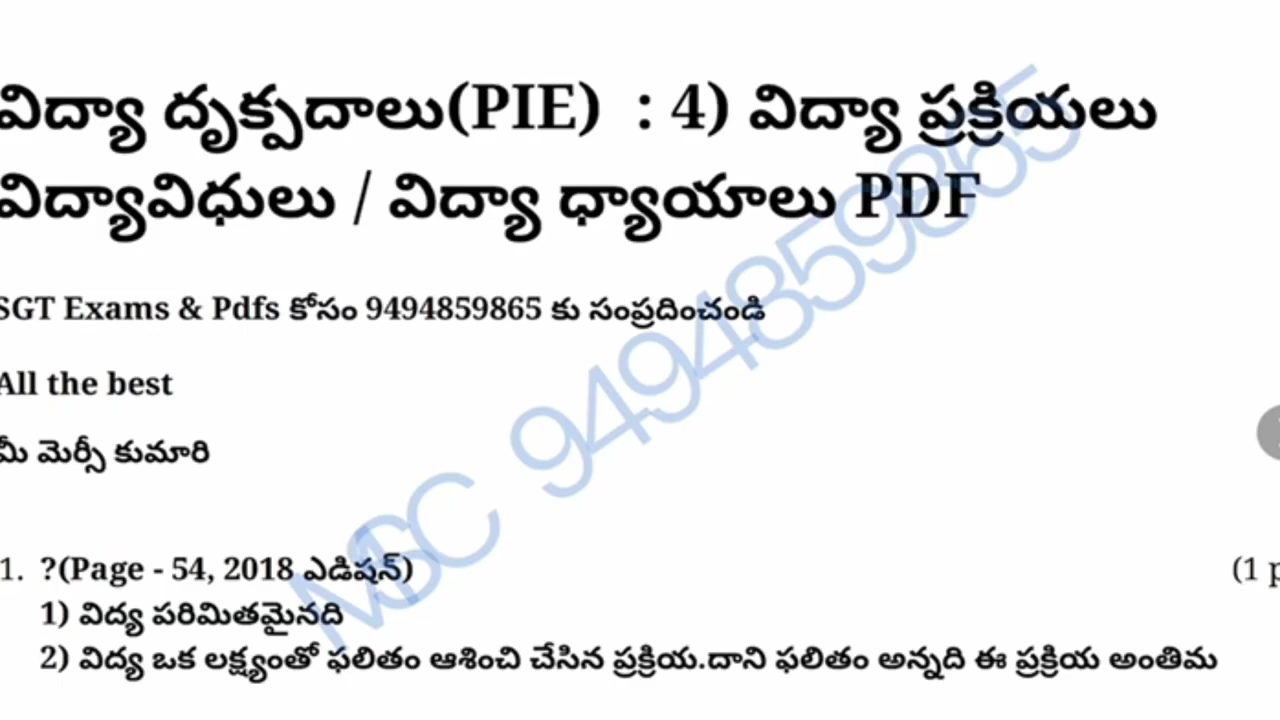 విద్యా దృక్పదాలు(PIE) : 4) విద్యా ప్రక్రియలు
విద్యావిధులు / విద్యా ధ్యాయాలు PDF
SGT Exams & Pdfs కోసం 9494859865 కు సంప్రదించండి
All the best
మీ మెర్సీ కుమారి
MSC 9494859865
1. ?(Page - 54, 2018 ఎడిషన్) (1 p
1) విద్య పరిమితమైనది
2) విద్య ఒక లక్ష్యంతో ఫలితం ఆశించి చేసిన ప్రక్రియ.దాని ఫలితం అన్నది ఈ ప్రక్రియ అంతిమ